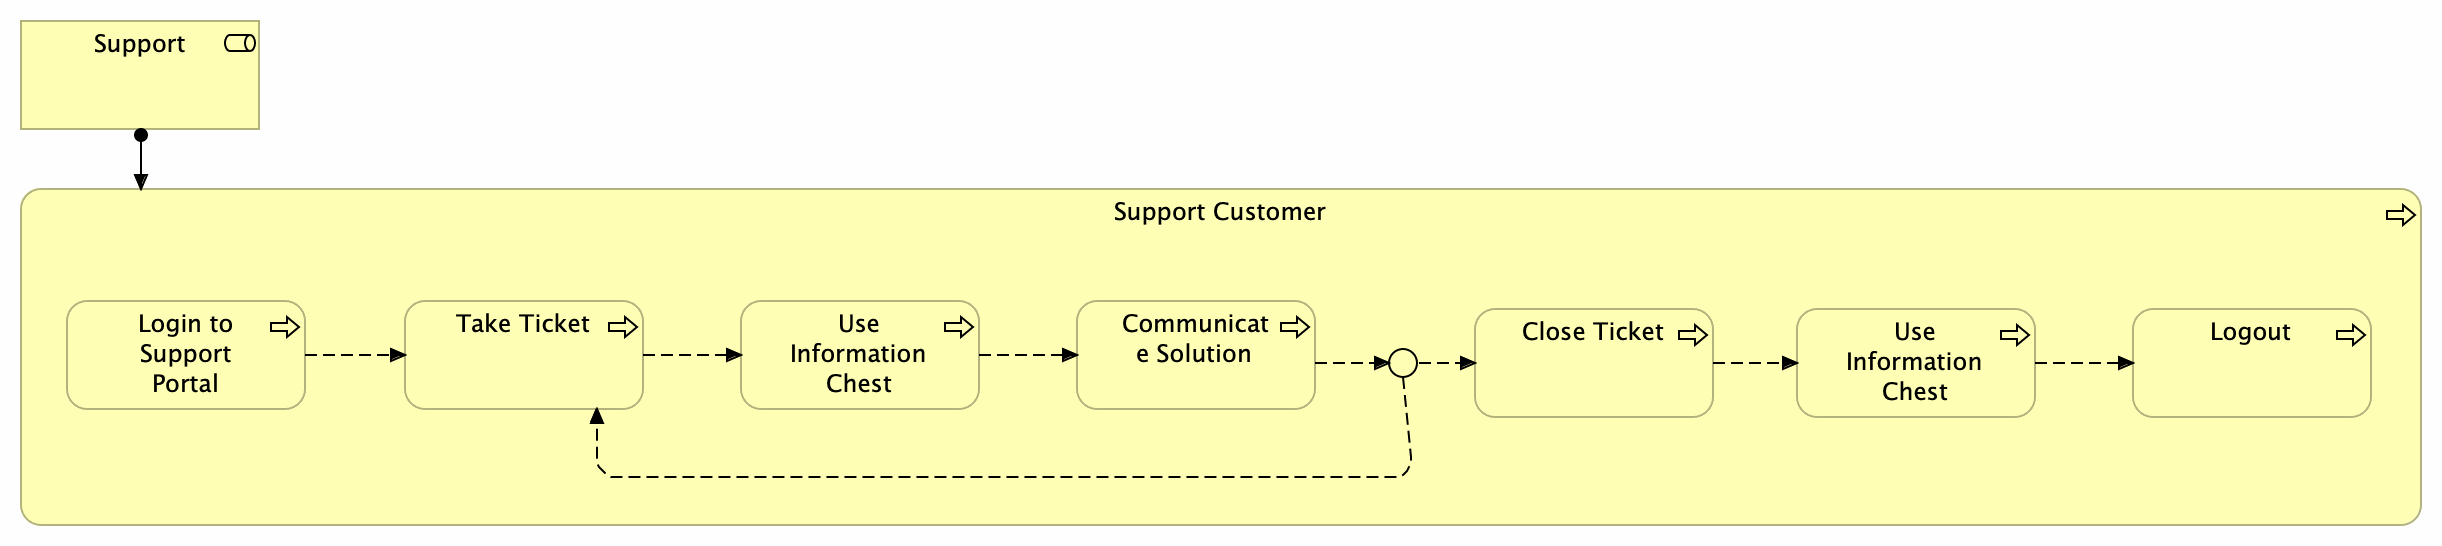 Support
Support Customer
Login to
Support
Portal
Take Ticket
Use
Information
Chest
Communicat
e Solution
Close Ticket
Use
Information
Chest
Logout